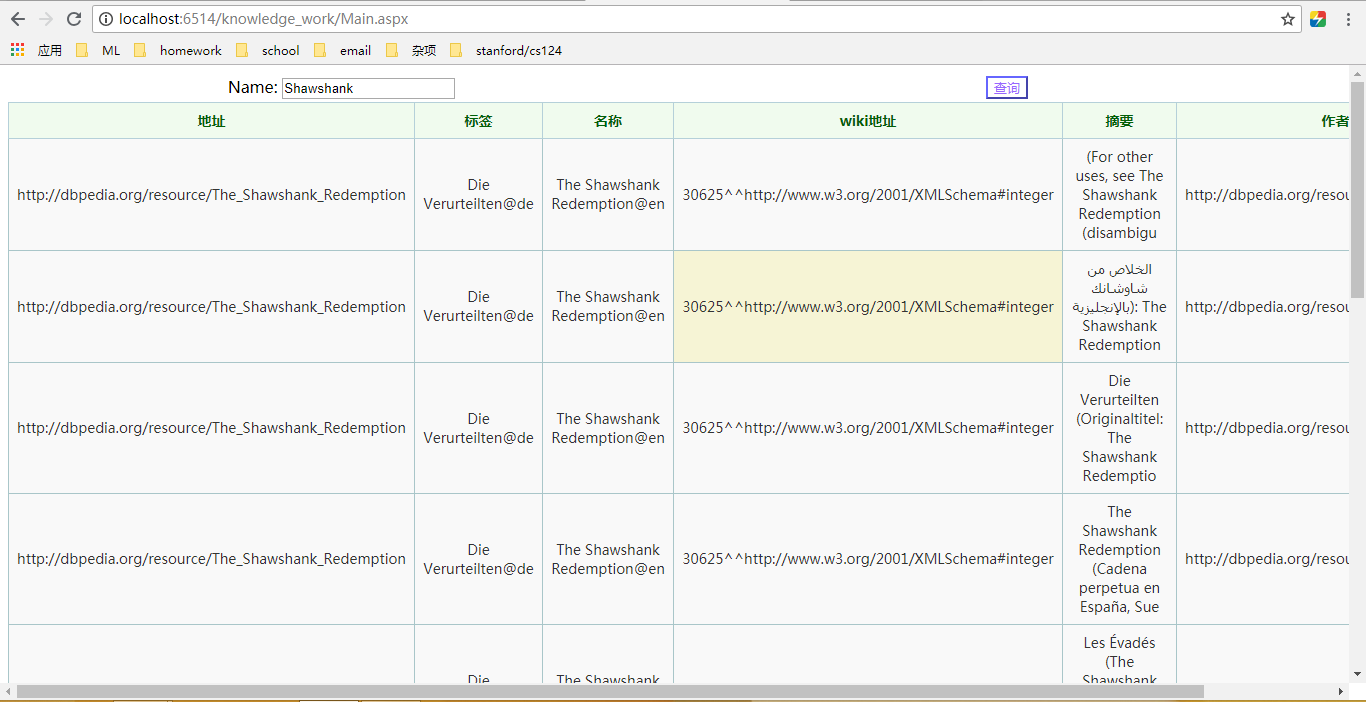 localhost:6514/knowledge_work/Main.aspx
应用 ML homework school email 杂项 stanford/cs124
Name: Shawshank 查询
地址 标签 名称 wiki地址 摘要 作者
http://dbpedia.org/resource/The_Shawshank_Redemption
Die
Verurteilten@de
The Shawshank
Redemption@en
30625^^http://www.w3.org/2001/XMLSchema#integer
(For other
uses, see The
Shawshank
Redemption
(disambigu
http://dbpedia.org/resou
http://dbpedia.org/resource/The_Shawshank_Redemption
Die
Verurteilten@de
The Shawshank
Redemption@en
30625^^http://www.w3.org/2001/XMLSchema#integer
الخلاص من
شاوشانك
(بالإنجليزية: The
Shawshank
Redemption
http://dbpedia.org/resou
http://dbpedia.org/resource/The_Shawshank_Redemption
Die
Verurteilten@de
The Shawshank
Redemption@en
30625^^http://www.w3.org/2001/XMLSchema#integer
Die
Verurteilten
(Originaltitel:
The
Shawshank
Redemptio
http://dbpedia.org/resou
http://dbpedia.org/resource/The_Shawshank_Redemption
Die
Verurteilten@de
The Shawshank
Redemption@en
30625^^http://www.w3.org/2001/XMLSchema#integer
The
Shawshank
Redemption
(Cadena
perpetua en
España, Sue
http://dbpedia.org/resou
Die
The Shawshank
Les Évadés
(The
Shawshank